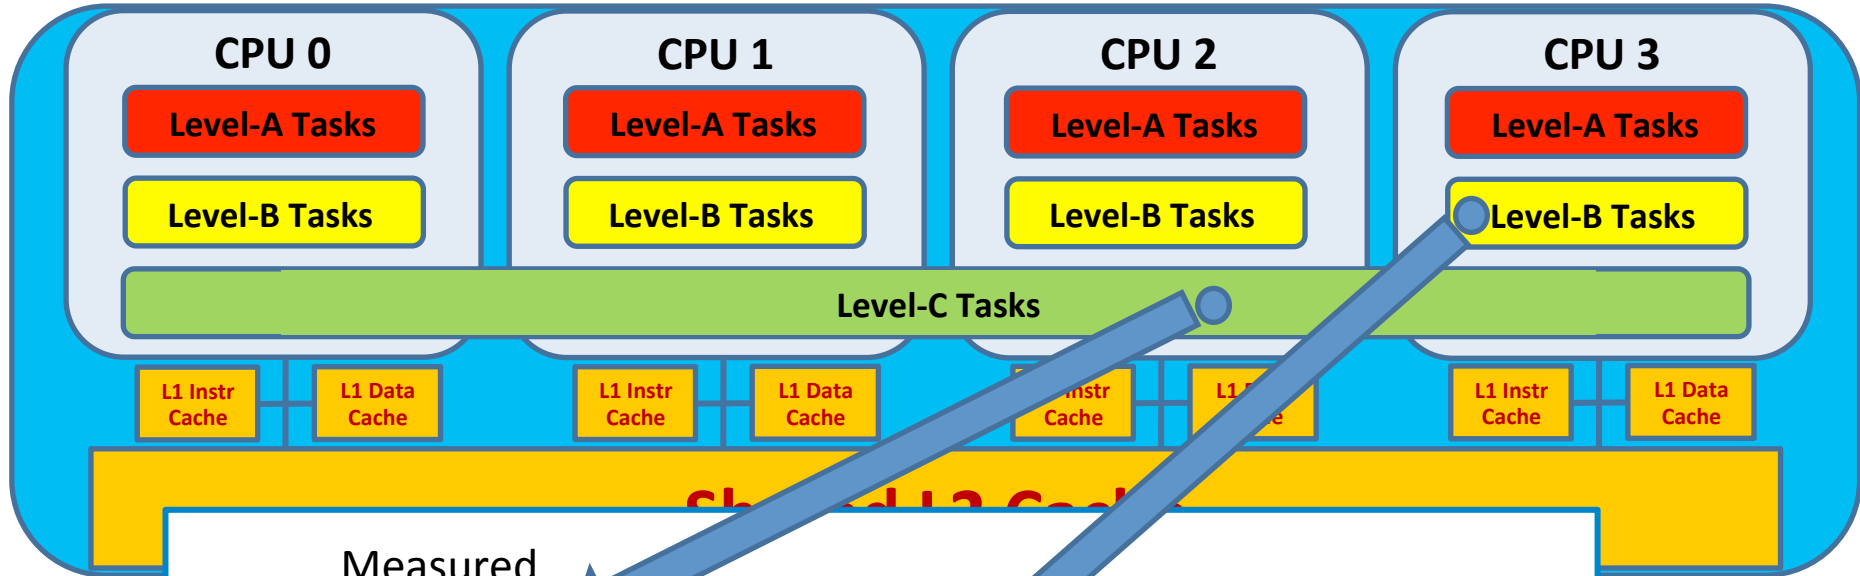 CPU 0
CPU 1
CPU 2
CPU 3
Level-A Tasks
Level-A Tasks
Level-A Tasks
Level-A Tasks
Level-B Tasks
Level-B Tasks
Level-B Tasks
Level-B Tasks
Level-C Tasks
L1 Instr
Cache
L1 Data
Cache
L1 Instr
Cache
L1 Data
Cache
Cache
L1
L1 Instr
Cache
L1 Data
Cache
Measured